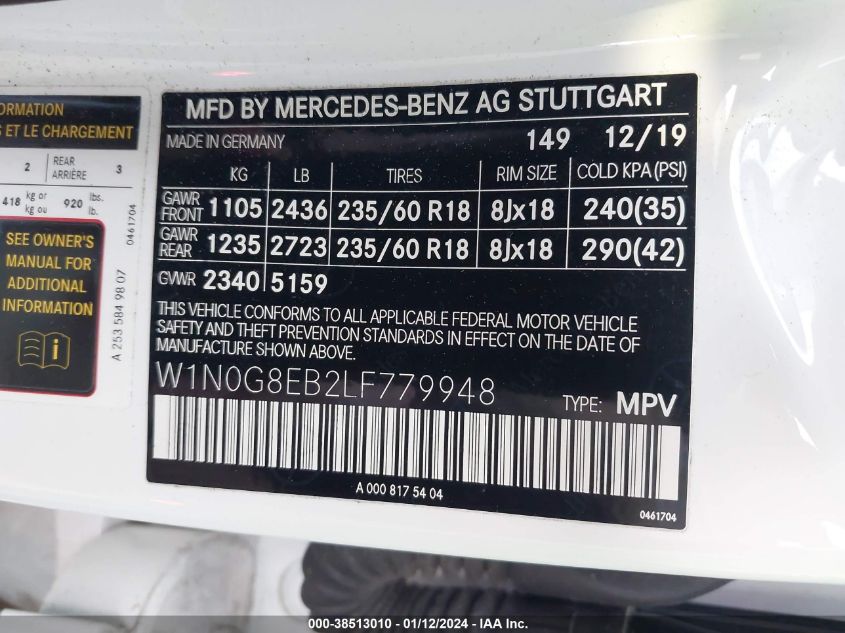 ORMATION
S ET LE CHARGEMENT
2 REAR ARRIÈRE 3
418 kg or kg ou 920 lbs. lb.
0461704
SEE OWNER'S
MANUAL FOR
ADDITIONAL
INFORMATION
A 253 584 98 07
MFD BY MERCEDES-BENZ AG STUTTGART
MADE IN GERMANY 149 12/19
KG LB TIRES RIM SIZE COLD KPA (PSI)
GAWR FRONT 1105 2436 235/60 R18 8Jx18 240(35)
GAWR REAR 1235 2723 235/60 R18 8Jx18 290(42)
GVWR 2340 5159
THIS VEHICLE CONFORMS TO ALL APPLICABLE FEDERAL MOTOR VEHICLE
SAFETY AND THEFT PREVENTION STANDARDS IN EFFECT ON THE DATE OF
MANUFACTURE SHOWN ABOVE.
W1N0G8EB2LF779948
TYPE: MPV
A 000 817 54 04
0461704
000-38513010 - 01/12/2024 - IAA Inc.